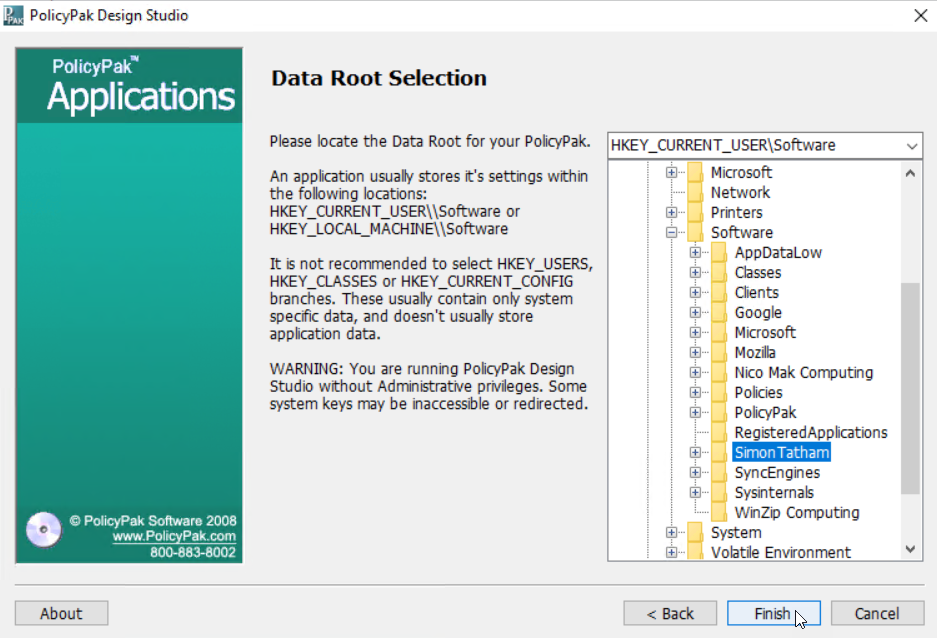 PolicyPak Design Studio
PolicyPak™
Applications
Data Root Selection
Please locate the Data Root for your PolicyPak.
An application usually stores it's settings within
the following locations:
HKEY_CURRENT_USER\\Software or
HKEY_LOCAL_MACHINE\\Software
It is not recommended to select HKEY_USERS,
HKEY_CLASSES or HKEY_CURRENT_CONFIG
branches. These usually contain only system
specific data, and doesn't usually store
application data.
WARNING: You are running PolicyPak Design
Studio without Administrative privileges. Some
system keys may be inaccessible or redirected.
HKEY_CURRENT_USER\Software
Microsoft
Network
Printers
Software
AppDataLow
Classes
Clients
Google
Microsoft
Mozilla
Nico Mak Computing
Policies
PolicyPak
RegisteredApplications
SimonTatham
SyncEngines
Sysinternals
WinZip Computing
System
Volatile Environment
© PolicyPak Software 2008
www.PolicyPak.com
800-883-8002
About
< Back
Finish
Cancel